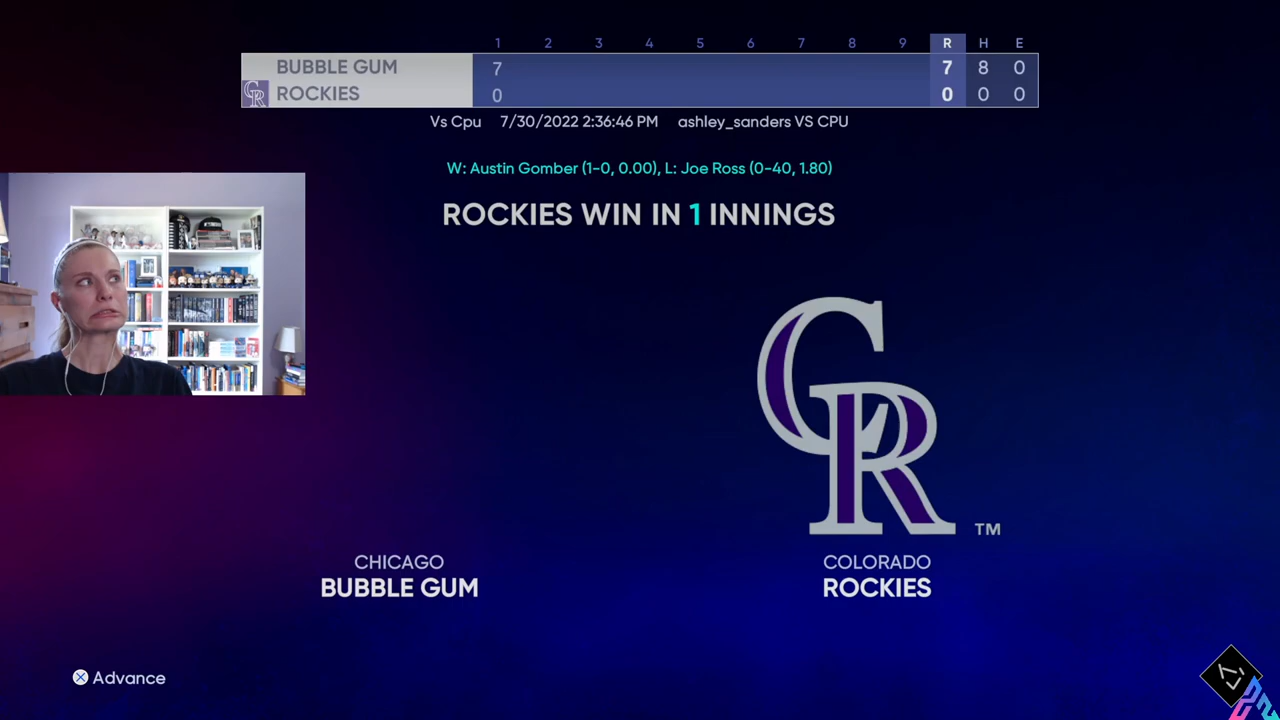 1 2 3 4 5 6 7 8 9 R H E
BUBBLE GUM 7 7 8 0
CR ROCKIES 0 0 0 0
Vs Cpu 7/30/2022 2:36:46 PM ashley_sanders VS CPU
W: Austin Gomber (1-0, 0.00), L: Joe Ross (0-40, 1.80)
ROCKIES WIN IN 1 INNINGS
CR
TM
CHICAGO
BUBBLE GUM
COLORADO
ROCKIES
Advance